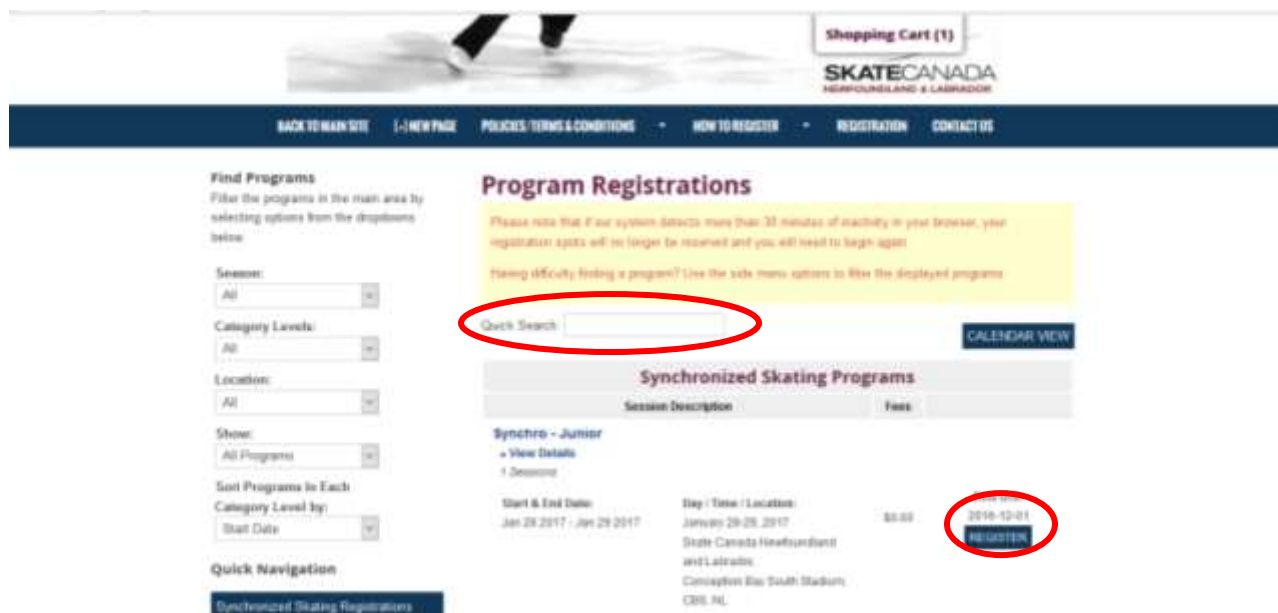 Shopping Cart (1)
SKATECANADA
NEWFOUNDLAND & LABRADOR
BACK TO MAIN SITE [+] NEW PAGE POLICIES / TERMS & CONDITIONS HOW TO REGISTER REGISTRATION CONTACT US
Find Programs
Filter the programs in the main area by
selecting options from the dropdowns
below.
Season:
All
Category Levels:
All
Location:
All
Show:
All Programs
Sort Programs In Each
Category Level by:
Start Date
Quick Navigation
Synchronized Skating Registrations
Program Registrations
Please note that if our system detects more than 30 minutes of inactivity in your browser, your
registration spots will no longer be reserved and you will need to begin again
Having difficulty finding a program? Use the side menu options to filter the displayed programs
Quick Search:
CALENDAR VIEW
Synchronized Skating Programs
Session Description Fees
Synchro - Junior
View Details
1 Sessions
Start & End Date:
Jan 28 2017 - Jan 29 2017
Day / Time / Location:
January 28-29, 2017
Skate Canada Newfoundland
and Labrador
Conception Bay South Stadium,
CBS, NL
$0.00
2016-12-01
REGISTER